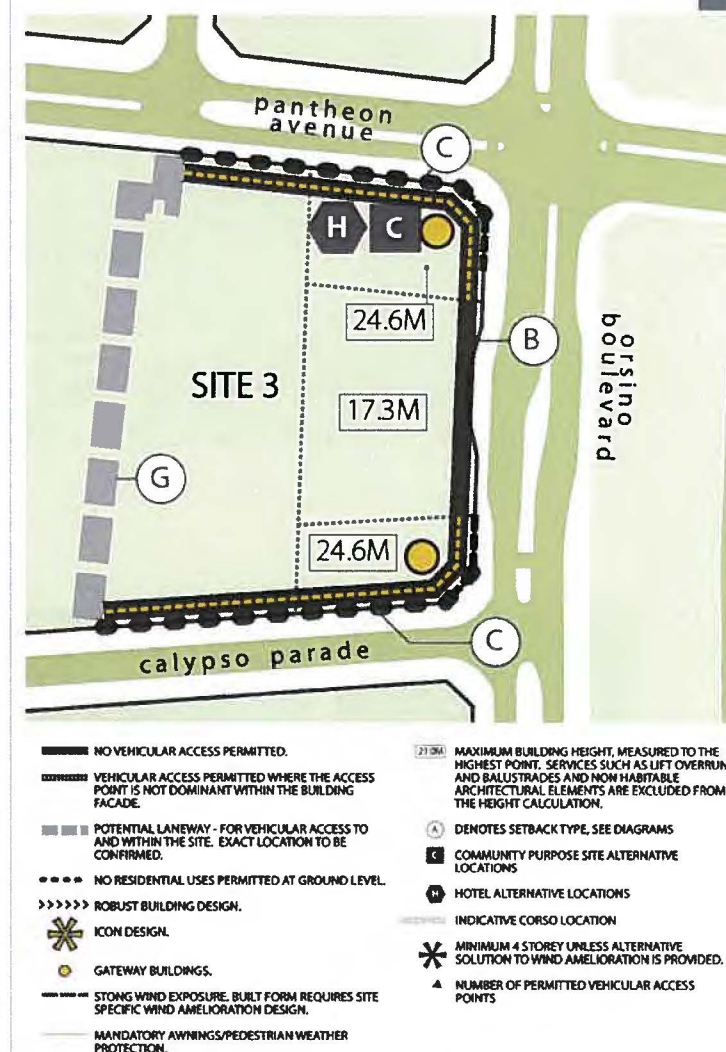 pantheon
avenue
C
H
C
24.6M
B
orsino
boulevard
SITE 3
17.3M
G
24.6M
C
calypso parade
NO VEHICULAR ACCESS PERMITTED.
VEHICULAR ACCESS PERMITTED WHERE THE ACCESS
POINT IS NOT DOMINANT WITHIN THE BUILDING
FACADE.
POTENTIAL LANEWAY - FOR VEHICULAR ACCESS TO
AND WITHIN THE SITE. EXACT LOCATION TO BE
CONFIRMED.
NO RESIDENTIAL USES PERMITTED AT GROUND LEVEL.
ROBUST BUILDING DESIGN.
ICON DESIGN.
GATEWAY BUILDINGS.
STONG WIND EXPOSURE. BUILT FORM REQUIRES SITE
SPECIFIC WIND AMELIORATION DESIGN.
MANDATORY AWNINGS/PEDESTRIAN WEATHER
PROTECTION.
MAXIMUM BUILDING HEIGHT, MEASURED TO THE
HIGHEST POINT. SERVICES SUCH AS LIFT OVERRUN
AND BALUSTRADES AND NON HABITABLE
ARCHITECTURAL ELEMENTS ARE EXCLUDED FROM
THE HEIGHT CALCULATION.
A DENOTES SETBACK TYPE, SEE DIAGRAMS
C COMMUNITY PURPOSE SITE ALTERNATIVE
LOCATIONS
H HOTEL ALTERNATIVE LOCATIONS
INDICATIVE CORSO LOCATION
MINIMUM 4 STOREY UNLESS ALTERNATIVE
SOLUTION TO WIND AMELIORATION IS PROVIDED.
NUMBER OF PERMITTED VEHICULAR ACCESS
POINTS